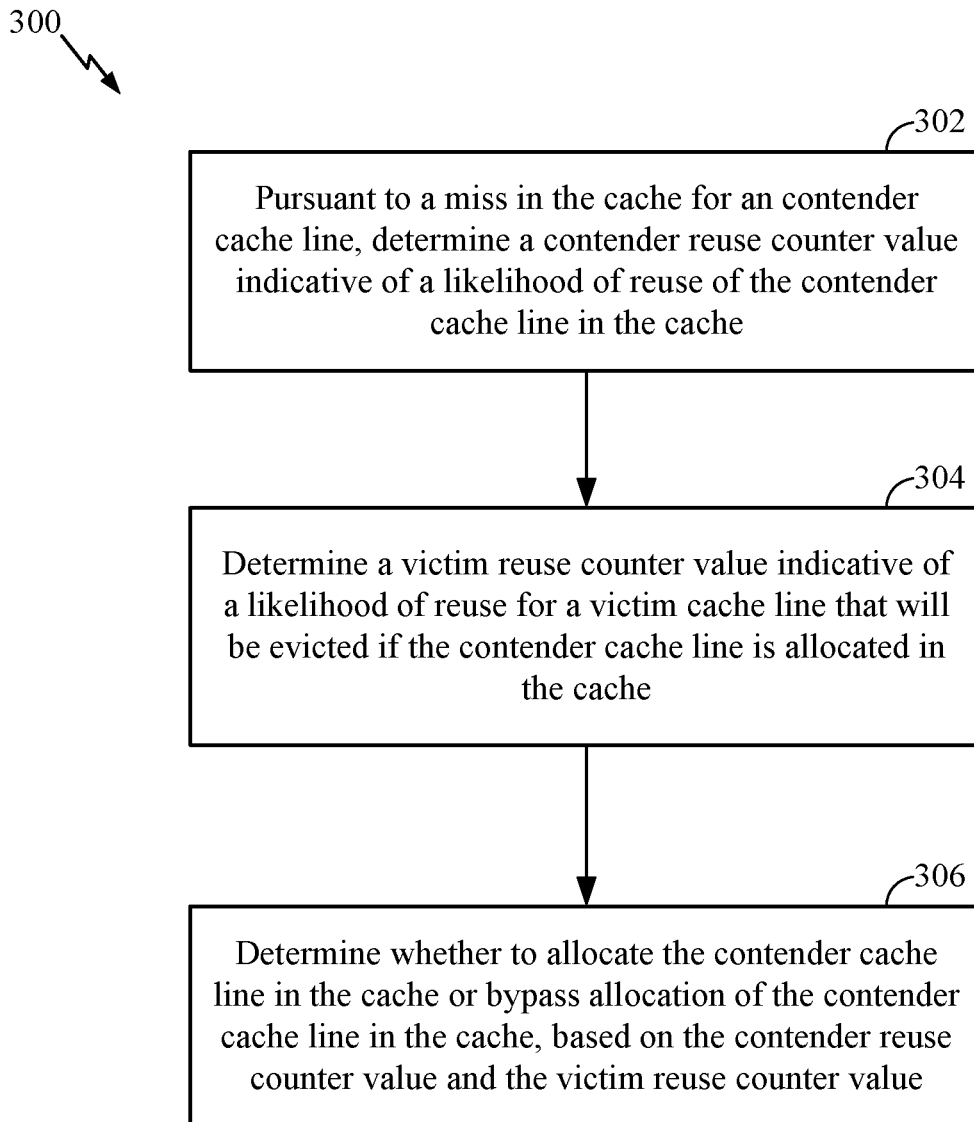 300
302
Pursuant to a miss in the cache for an contender
cache line, determine a contender reuse counter value
indicative of a likelihood of reuse of the contender
cache line in the cache
304
Determine a victim reuse counter value indicative of
a likelihood of reuse for a victim cache line that will
be evicted if the contender cache line is allocated in
the cache
306
Determine whether to allocate the contender cache
line in the cache or bypass allocation of the contender
cache line in the cache, based on the contender reuse
counter value and the victim reuse counter value